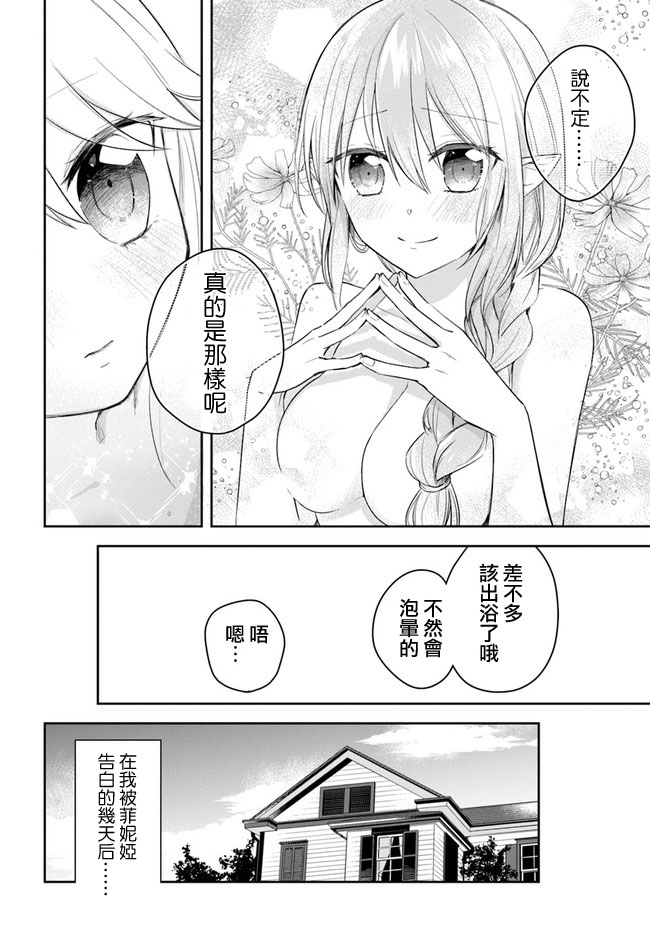 說不定……
真的是那樣呢
差不多
該出浴了哦
不然會
泡暈的
唔
嗯…
在我被菲妮婭
告白的幾天后……